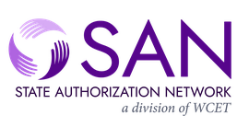 SAN
STATE AUTHORIZATION NETWORK
a division of WCET